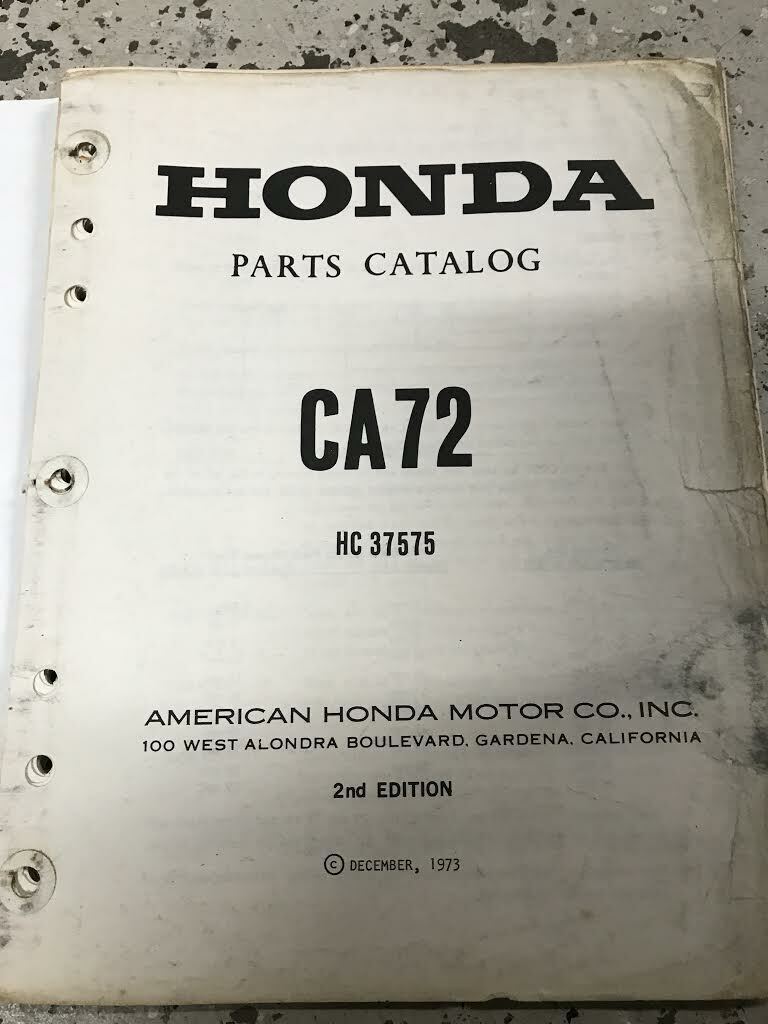 HONDA
PARTS CATALOG
CA72
HC 37575
AMERICAN HONDA MOTOR CO., INC.
100 WEST ALONDRA BOULEVARD, GARDENA, CALIFORNIA
2nd EDITION
© DECEMBER, 1973